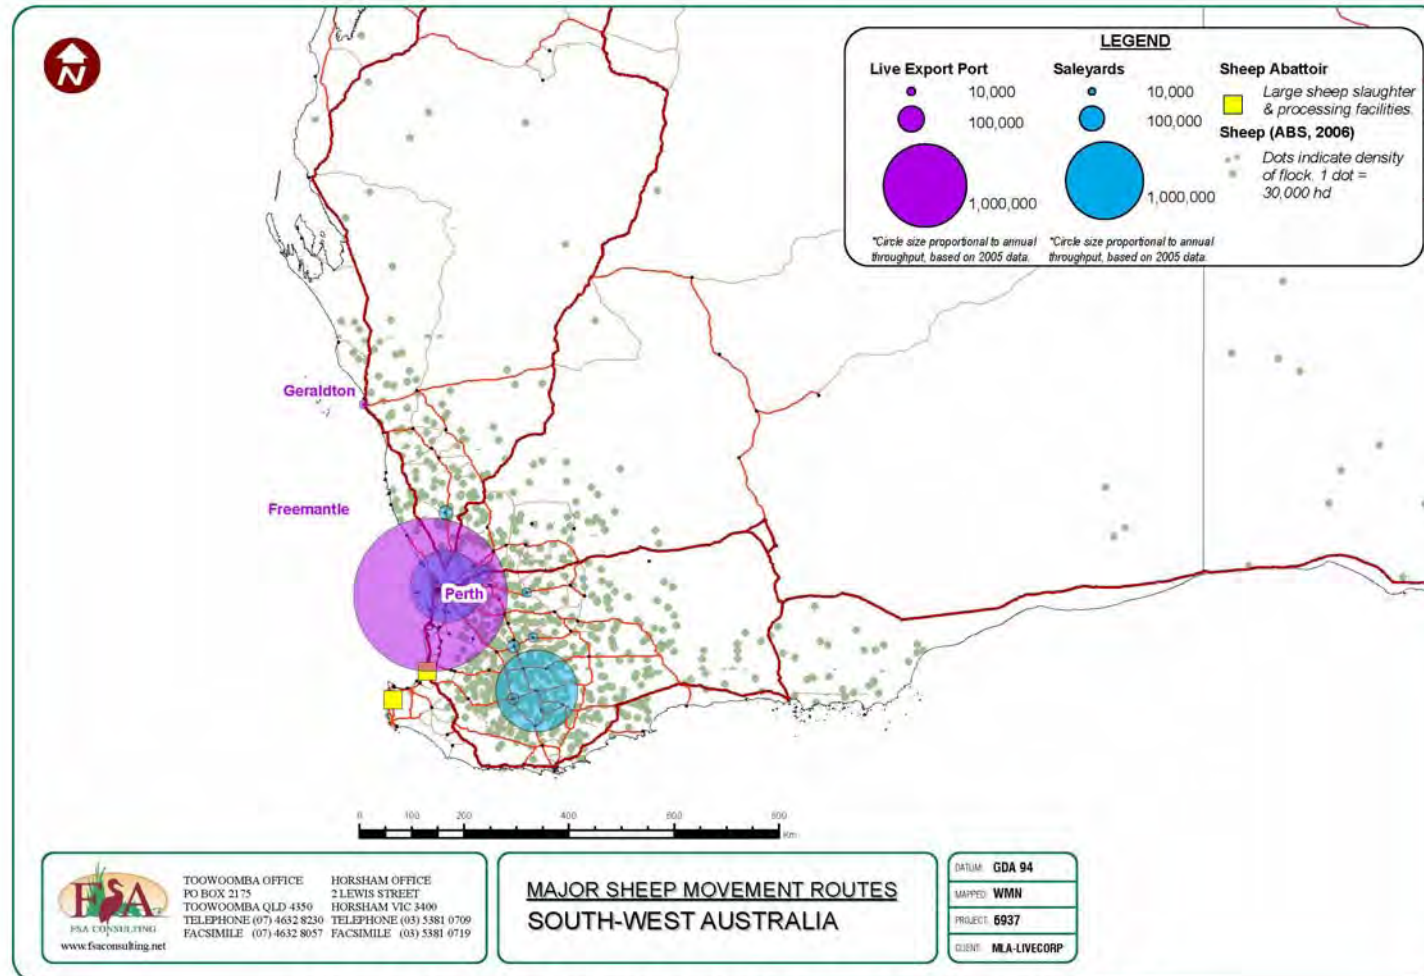 N
LEGEND
Live Export Port
10,000
100,000
1,000,000
*Circle size proportional to annual
throughput, based on 2005 data.
Saleyards
10,000
100,000
1,000,000
*Circle size proportional to annual
throughput, based on 2005 data.
Sheep Abattoir
Large sheep slaughter
& processing facilities.
Sheep (ABS, 2006)
Dots indicate density
of flock. 1 dot =
30,000 hd
Geraldton
Freemantle
Perth
0 100 200 400 600 800
Km
FSA
FSA CONSULTING
www.fsaconsulting.net
TOOWOOMBA OFFICE
PO BOX 2175
TOOWOOMBA QLD 4350
TELEPHONE (07) 4632 8230
FACSIMILE (07) 4632 8057
HORSHAM OFFICE
2 LEWIS STREET
HORSHAM VIC 3400
TELEPHONE (03) 5381 0709
FACSIMILE (03) 5381 0719
MAJOR SHEEP MOVEMENT ROUTES
SOUTH-WEST AUSTRALIA
DATUM: GDA 94
MAPPED: WMN
PROJECT: 6937
CLIENT: MLA-LIVECORP